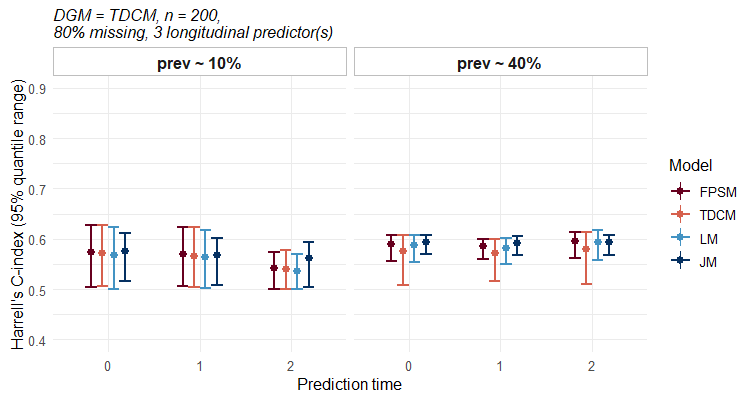 DGM = TDCM, n = 200,
80% missing, 3 longitudinal predictor(s)
prev ~ 10%
prev ~ 40%
Harrell's C-index (95% quantile range)
0.9
0.8
0.7
0.6
0.5
0.4
0
1
2
0
1
2
Prediction time
Model
FPSM
TDCM
LM
JM